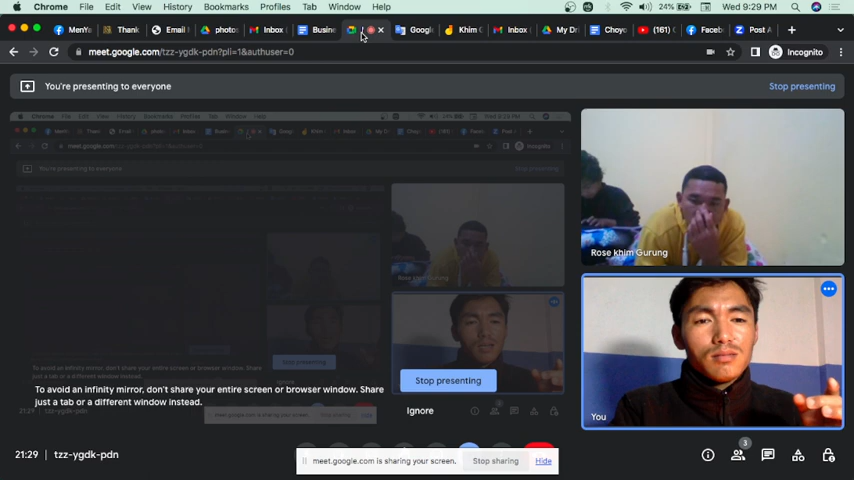 Chrome File Edit View History Bookmarks Profiles Tab Window Help 24% Wed 9:29 PM
MenYa Thank Email photos Inbox ( Busine Googl Khim G Inbox ( My Dri Choyo (161) Faceb Post A
meet.google.com/tzz-ygdk-pdn?pli=1&authuser=0 Incognito
You're presenting to everyone Stop presenting
Rose khim Gurung
Stop presenting
To avoid an infinity mirror, don't share your entire screen or browser window. Share
just a tab or a different window instead.
Ignore
You
21:29 tzz-ygdk-pdn
3
meet.google.com is sharing your screen. Stop sharing Hide